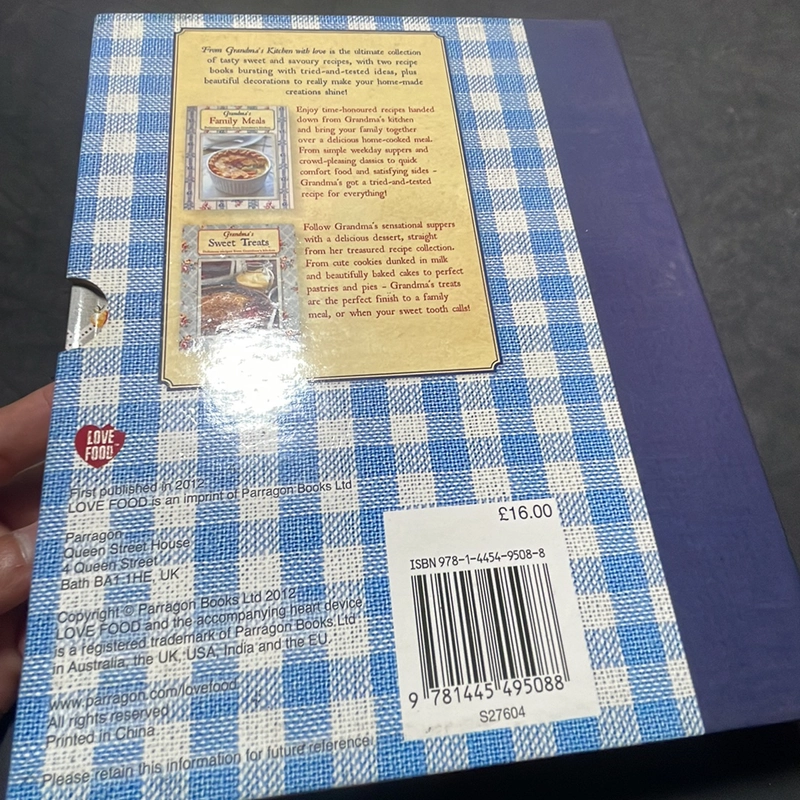 From Grandma's Kitchen with love is the ultimate collection
of tasty sweet and savoury recipes, with two recipe
books bursting with tried-and-tested ideas, plus
beautiful decorations to really make your home-made
creations shine!
Grandma's
Family Meals
Enjoy time-honoured recipes handed
down from Grandma's kitchen
and bring your family together
over a delicious home-cooked meal.
From simple weekday suppers and
crowd-pleasing classics to quick
comfort food and satisfying sides –
Grandma's got a tried-and-tested
recipe for everything!
Grandma's
Sweet Treats
Follow Grandma's sensational suppers
with a delicious dessert, straight
from her treasured recipe collection.
From cute cookies dunked in milk
and beautifully baked cakes to perfect
pastries and pies – Grandma's treats
are the perfect finish to a family
meal, or when your sweet tooth calls!
LOVE
FOOD™
First published in 2012
LOVE FOOD is an imprint of Parragon Books Ltd
Parragon
Queen Street House
4 Queen Street
Bath BA1 1HE, UK
Copyright © Parragon Books Ltd 2012
LOVE FOOD and the accompanying heart device
is a registered trademark of Parragon Books Ltd
in Australia, the UK, USA, India and the EU.
www.parragon.com/lovefood
All rights reserved
Printed in China
Please retain this information for future reference.
£16.00
ISBN 978-1-4454-9508-8
9 781445 495088
S27604